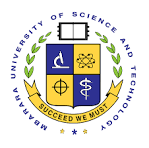 MBARARA UNIVERSITY OF SCIENCE AND TECHNOLOGY
SUCCEED WE MUST